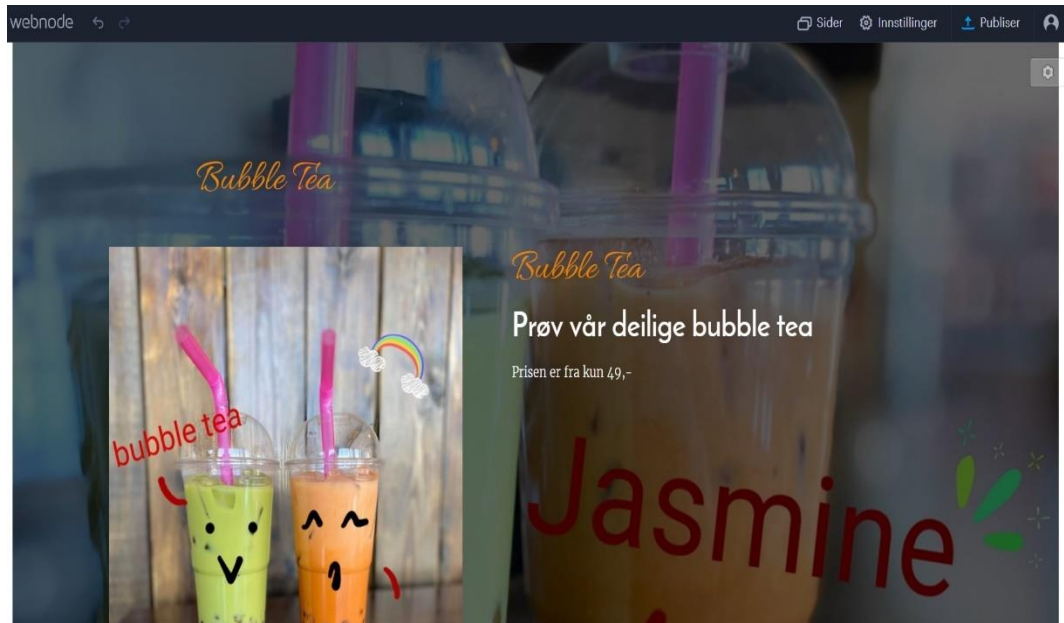 webnode
Sider
Innstillinger
Publiser
Bubble Tea
Bubble Tea
Prøv vår deilige bubble tea
Prisen er fra kun 49,-
bubble tea
Jasmine